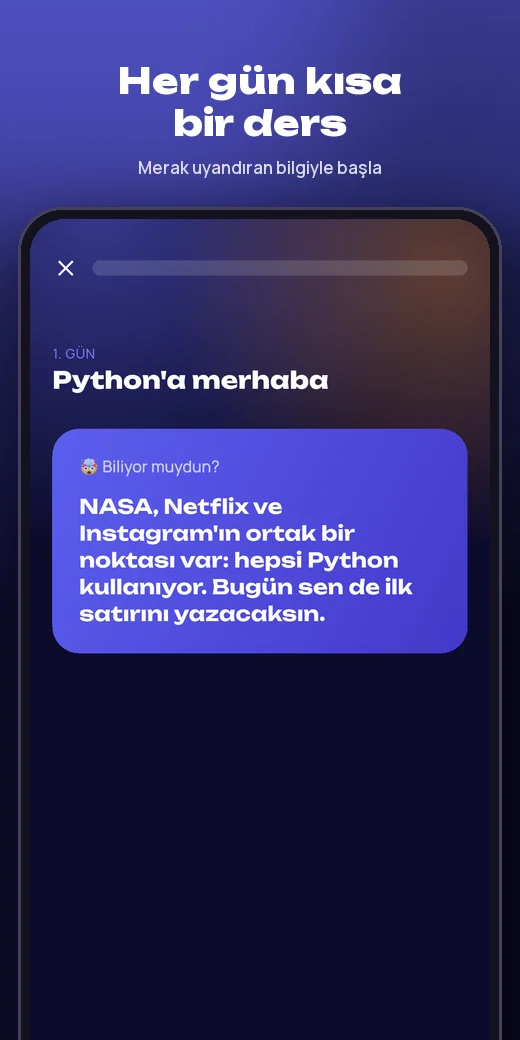 Her gün kısa
bir ders
Merak uyandıran bilgiyle başla
1. GÜN
Python'a merhaba
🤯 Biliyor muydun?
NASA, Netflix ve
Instagram'ın ortak bir
noktası var: hepsi Python
kullanıyor. Bugün sen de ilk
satırını yazacaksın.